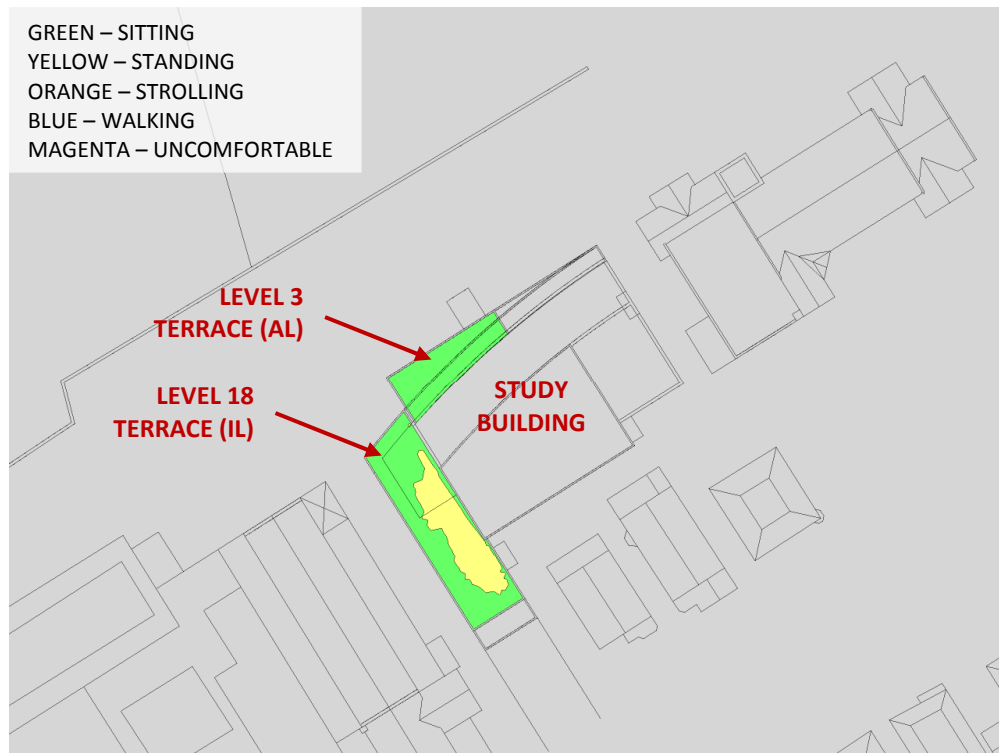 GREEN – SITTING
YELLOW – STANDING
ORANGE – STROLLING
BLUE – WALKING
MAGENTA – UNCOMFORTABLE
LEVEL 3
TERRACE (AL)
LEVEL 18
TERRACE (IL)
STUDY
BUILDING